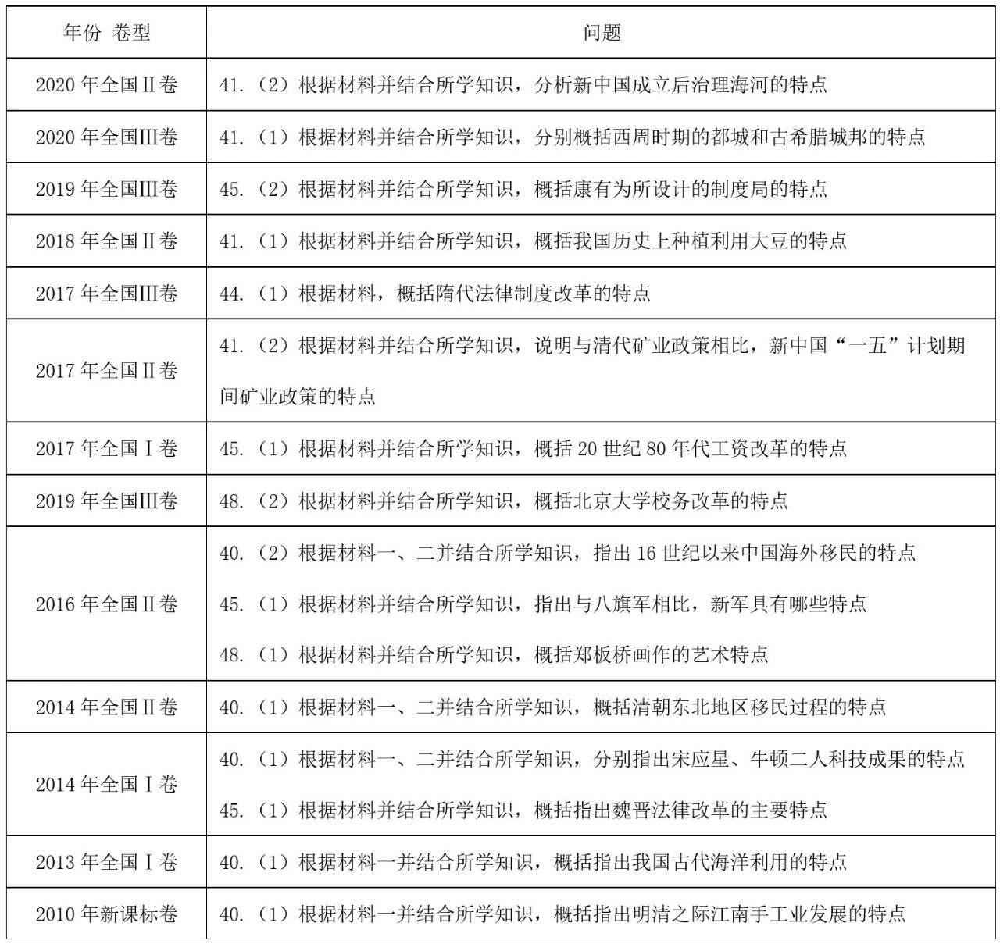 年份 卷型 问题
2020 年全国Ⅱ卷 41.（2）根据材料并结合所学知识，分析新中国成立后治理海河的特点
2020 年全国Ⅲ卷 41.（1）根据材料并结合所学知识，分别概括西周时期的都城和古希腊城邦的特点
2019 年全国Ⅲ卷 45.（2）根据材料并结合所学知识，概括康有为所设计的制度局的特点
2018 年全国Ⅱ卷 41.（1）根据材料并结合所学知识，概括我国历史上种植利用大豆的特点
2017 年全国Ⅲ卷 44.（1）根据材料，概括隋代法律制度改革的特点
2017 年全国Ⅱ卷 41.（2）根据材料并结合所学知识，说明与清代矿业政策相比，新中国“一五”计划期
间矿业政策的特点
2017 年全国Ⅰ卷 45.（1）根据材料并结合所学知识，概括 20 世纪 80 年代工资改革的特点
2019 年全国Ⅲ卷 48.（2）根据材料并结合所学知识，概括北京大学校务改革的特点
2016 年全国Ⅱ卷 40.（2）根据材料一、二并结合所学知识，指出 16 世纪以来中国海外移民的特点
45.（1）根据材料并结合所学知识，指出与八旗军相比，新军具有哪些特点
48.（1）根据材料并结合所学知识，概括郑板桥画作的艺术特点
2014 年全国Ⅱ卷 40.（1）根据材料一、二并结合所学知识，概括清朝东北地区移民过程的特点
2014 年全国Ⅰ卷 40.（1）根据材料一、二并结合所学知识，分别指出宋应星、牛顿二人科技成果的特点
45.（1）根据材料并结合所学知识，概括指出魏晋法律改革的主要特点
2013 年全国Ⅰ卷 40.（1）根据材料一并结合所学知识，概括指出我国古代海洋利用的特点
2010 年新课标卷 40.（1）根据材料一并结合所学知识，概括指出明清之际江南手工业发展的特点